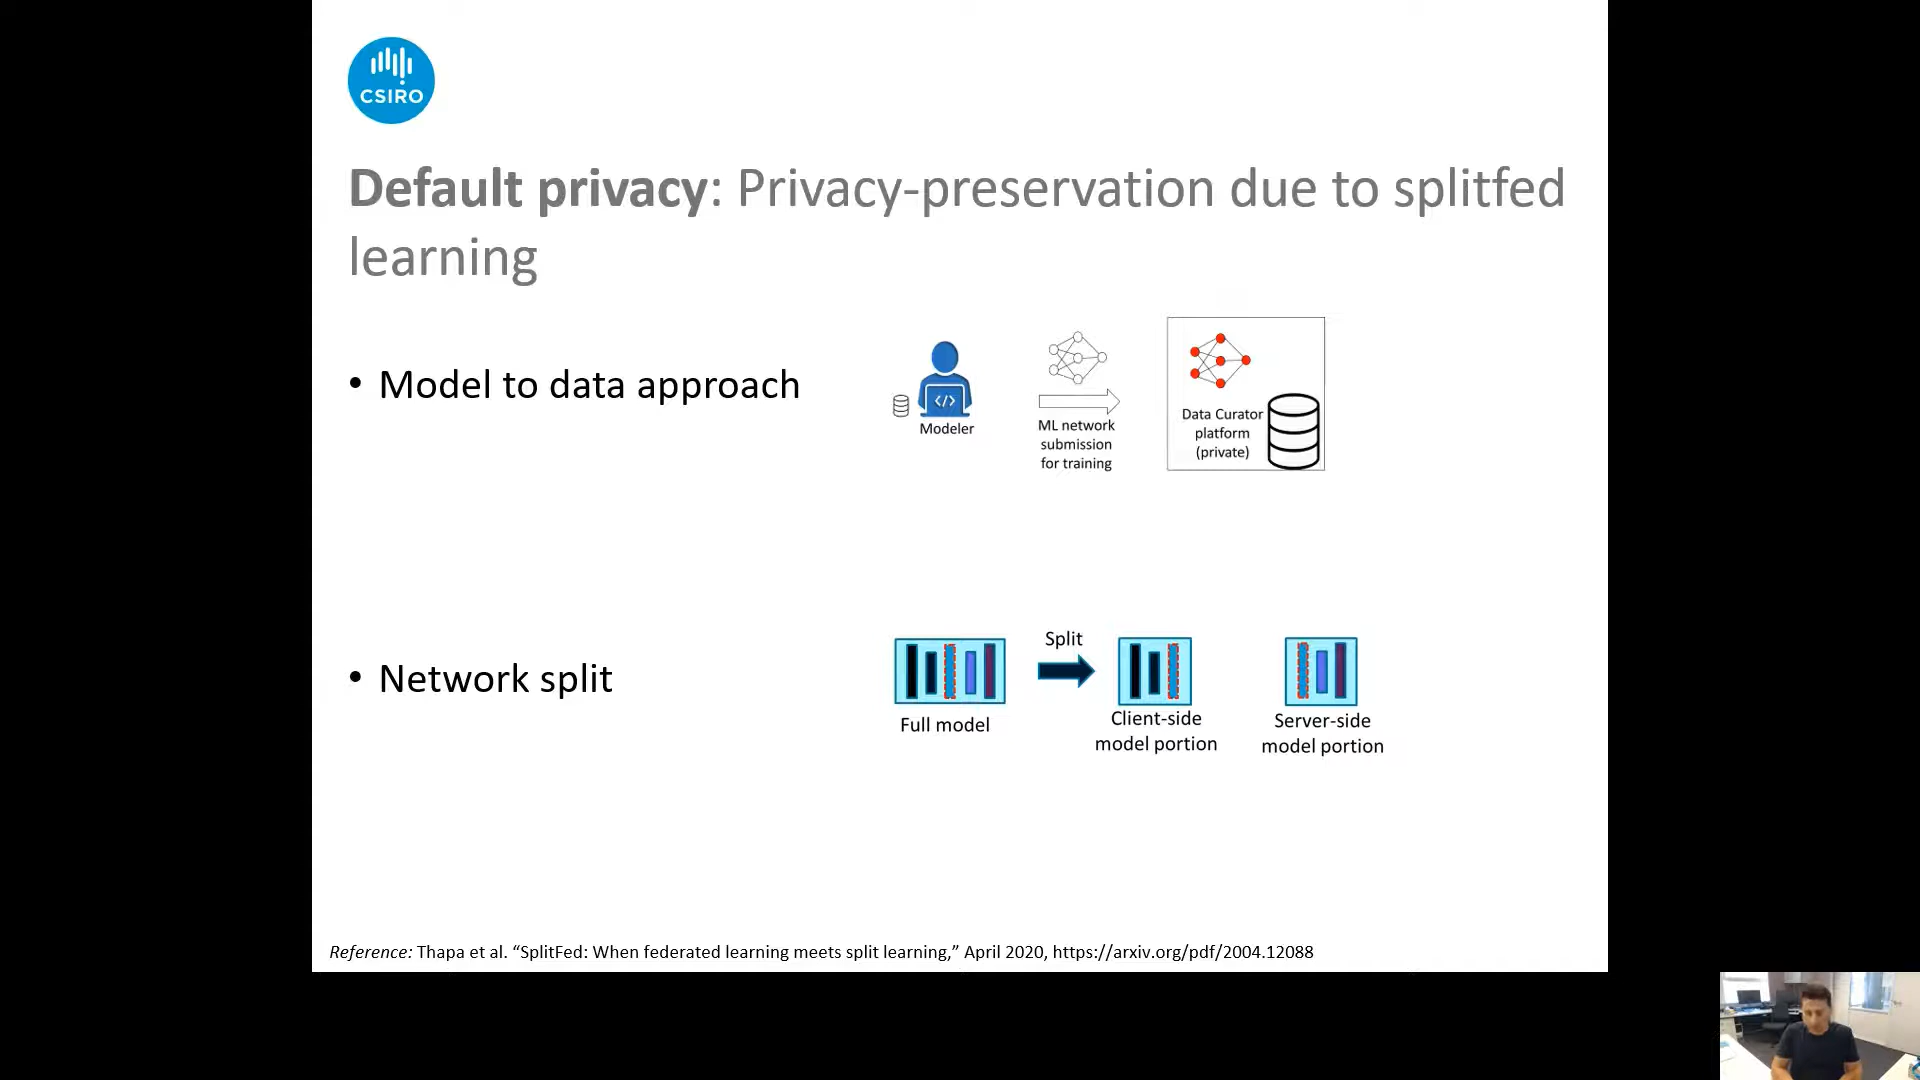 CSIRO
Default privacy: Privacy-preservation due to splitfed
learning
• Model to data approach
</>
Modeler
ML network
submission
for training
Data Curator
platform
(private)
• Network split
Split
Full model
Client-side
model portion
Server-side
model portion
Reference: Thapa et al. “SplitFed: When federated learning meets split learning,” April 2020, https://arxiv.org/pdf/2004.12088